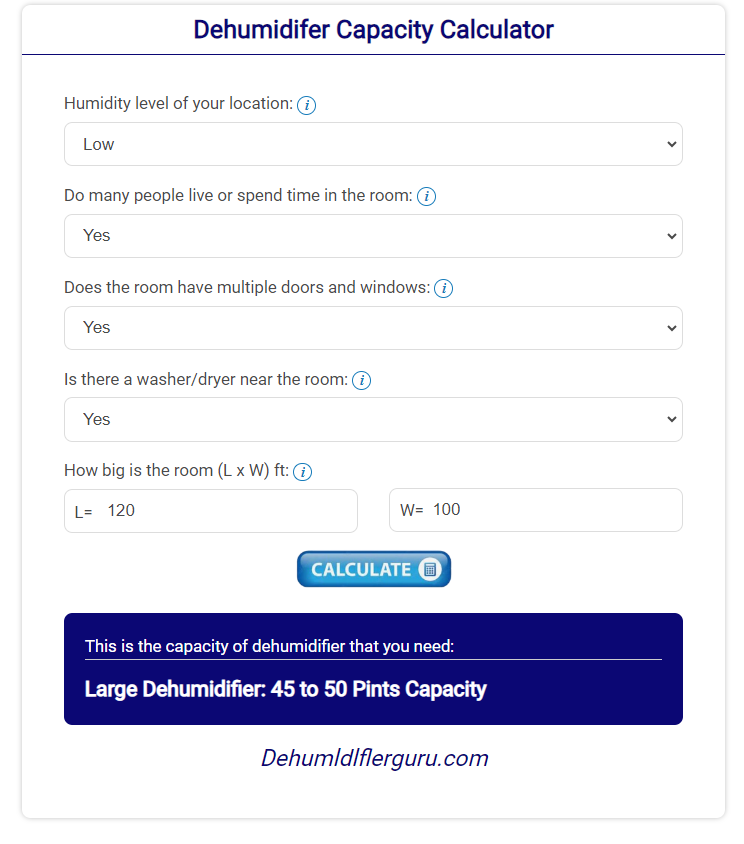 Dehumidifer Capacity Calculator
Humidity level of your location: i
Low
Do many people live or spend time in the room: i
Yes
Does the room have multiple doors and windows: i
Yes
Is there a washer/dryer near the room: i
Yes
How big is the room (L x W) ft: i
L= 120 W= 100
CALCULATE
This is the capacity of dehumidifier that you need:
Large Dehumidifier: 45 to 50 Pints Capacity
DehumIdIfIerguru.com